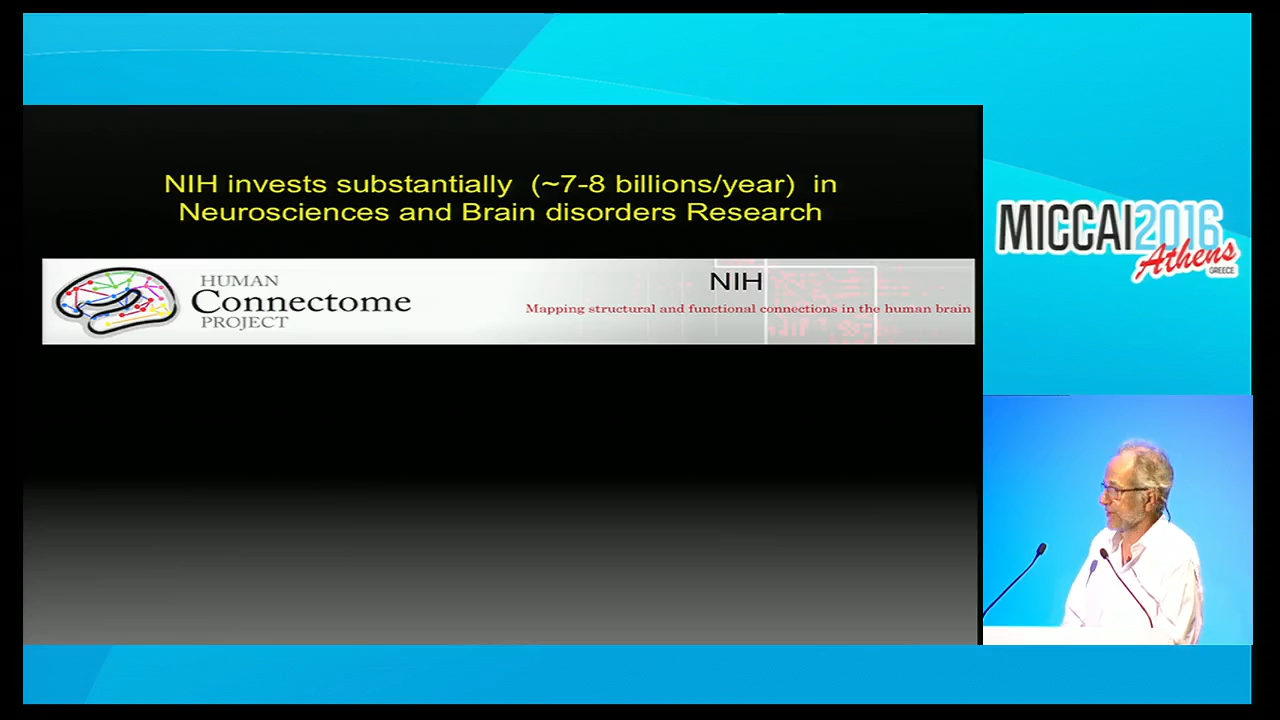 NIH invests substantially (~7-8 billions/year) in
Neurosciences and Brain disorders Research
HUMAN
Connectome
PROJECT
NIH
Mapping structural and functional connections in the human brain
MICCAI2016
Athens
GREECE